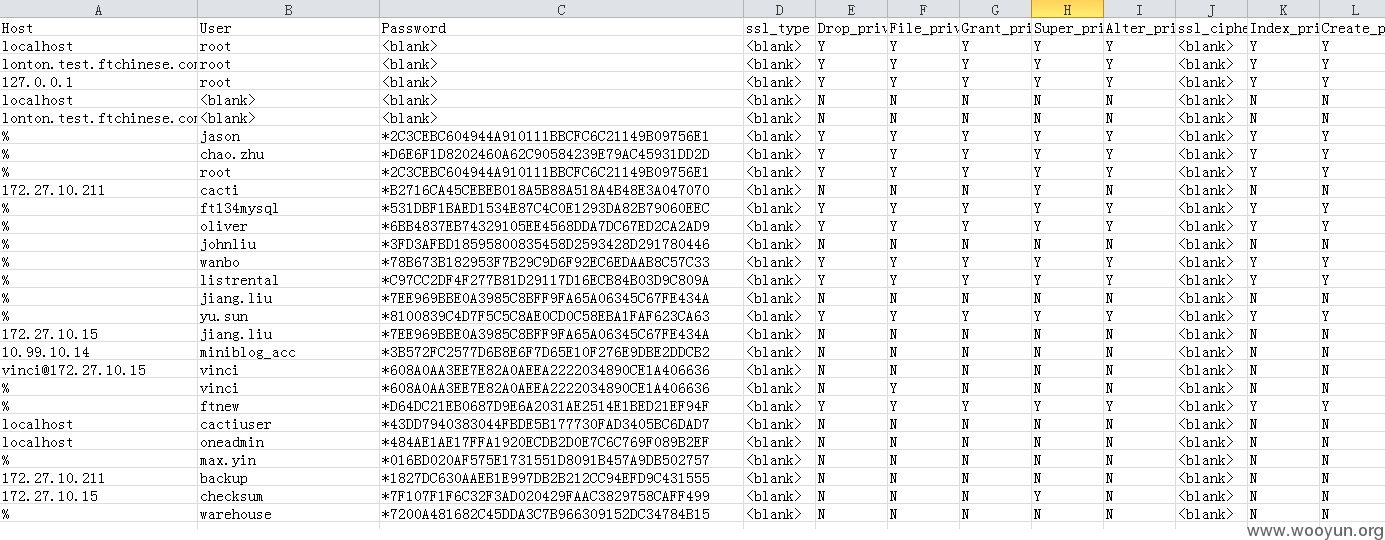 A B C D E F G H I J K L
Host User Password ssl_type Drop_priv File_priv Grant_pri Super_pri Alter_pri ssl_ciphe Index_pri Create_p
localhost root <blank> <blank> Y Y Y Y Y <blank> Y Y
lonton.test.ftchinese.con root <blank> <blank> Y Y Y Y Y <blank> Y Y
127.0.0.1 root <blank> <blank> Y Y Y Y Y <blank> Y Y
localhost <blank> <blank> <blank> N N N N N <blank> N N
lonton.test.ftchinese.con <blank> <blank> <blank> N N N N N <blank> N N
% jason *2C3CEBC604944A910111BBCFC6C21149B09756E1 <blank> Y Y Y Y Y <blank> Y Y
% chao.zhu *D6E6F1D8202460A62C90584239E79AC45931DD2D <blank> Y Y Y Y Y <blank> Y Y
% root *2C3CEBC604944A910111BBCFC6C21149B09756E1 <blank> Y Y Y Y Y <blank> Y Y
172.27.10.211 cacti *B2716CA45CEBEB018A5B88A518A4B48E3A047070 <blank> N N N Y N <blank> N N
% ft134mysql *531DBF1BAED1534E87C4C0E1293DA82B79060EEC <blank> Y Y Y Y Y <blank> Y Y
% oliver *6BB4837EB74329105EE4568DDA7DC67ED2CA2AD9 <blank> Y Y Y Y Y <blank> Y Y
% johnliu *3FD3AFBD18595800835458D2593428D291780446 <blank> N N N N N <blank> N N
% wanbo *78B673B182953F7B29C9D6F92EC6EDAAB8C57C33 <blank> Y Y Y Y Y <blank> Y Y
% listrental *C97CC2DF4F277B81D29117D16ECB84B03D9C809A <blank> Y Y Y Y Y <blank> Y Y
% jiang.liu *7EE969BBE0A3985C8BFF9FA65A06345C67FE434A <blank> N N N N N <blank> N N
% yu.sun *8100839C4D7F5C5C8AE0CD0C58EBA1FAF623CA63 <blank> Y Y Y Y Y <blank> Y Y
172.27.10.15 jiang.liu *7EE969BBE0A3985C8BFF9FA65A06345C67FE434A <blank> N N N N N <blank> N N
10.99.10.14 miniblog_acc *3B572FC2577D6B8E6F7D65E10F276E9DBE2DDCB2 <blank> N N N N N <blank> N N
vinci@172.27.10.15 vinci *608A0AA3EE7E82A0AEEA2222034890CE1A406636 <blank> N N N N N <blank> N N
% vinci *608A0AA3EE7E82A0AEEA2222034890CE1A406636 <blank> N Y N N N <blank> N N
% ftnew *D64DC21EB0687D9E6A2031AE2514E1BED21EF94F <blank> Y Y Y Y Y <blank> Y Y
localhost cactiuser *43DD7940383044FBDE5B177730FAD3405BC6DAD7 <blank> N N N N N <blank> N N
localhost oneadmin *484AE1AE17FFA1920ECDB2D0E7C6C769F089B2EF <blank> N N N N N <blank> N N
% max.yin *016BD020AF575E1731551D8091B457A9DB502757 <blank> N N N N N <blank> N N
172.27.10.211 backup *1827DC630AAEB1E997DB2B212CC94EFD9C431555 <blank> N N N N N <blank> N N
172.27.10.15 checksum *7F107F1F6C32F3AD020429FAAC3829758CAFF499 <blank> N N N Y N <blank> N N
% warehouse *7200A481682C45DDA3C7B966309152DC34784B15 <blank> N N N N N <blank> N N
www.wooyun.org